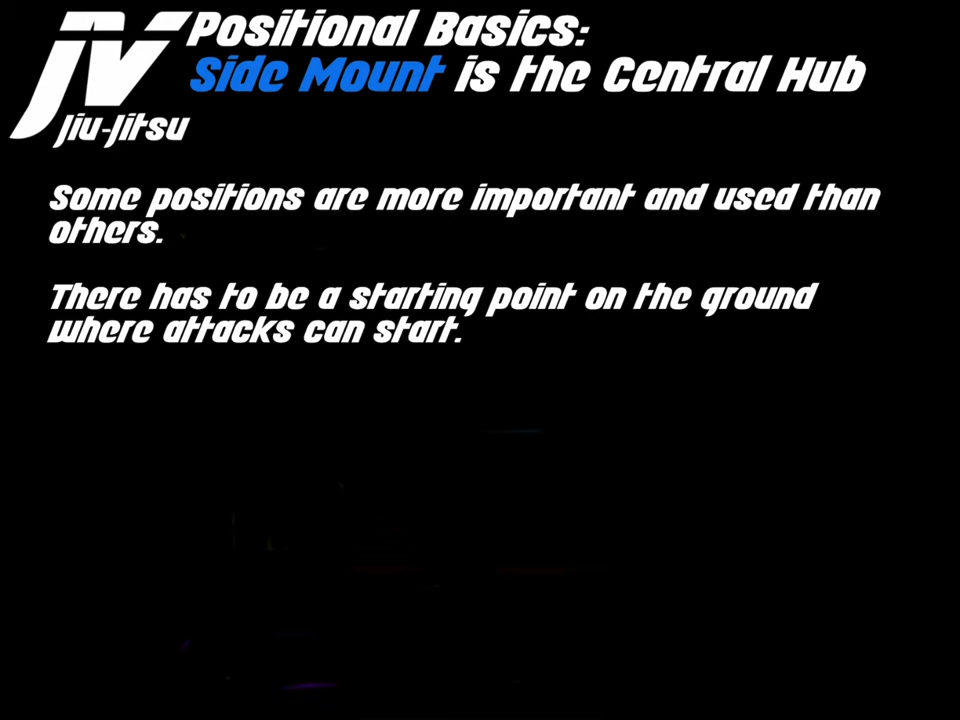 JV
Jiu-Jitsu
Positional Basics:
Side Mount is the Central Hub
Some positions are more important and used than
others.
There has to be a starting point on the ground
where attacks can start.